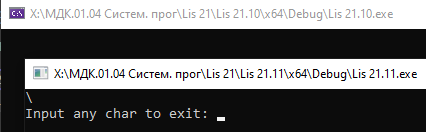 X:\МДК.01.04 Систем. прог\Lis 21\Lis 21.10\x64\Debug\Lis 21.10.exe
X:\МДК.01.04 Систем. прог\Lis 21\Lis 21.11\x64\Debug\Lis 21.11.exe
\
Input any char to exit: